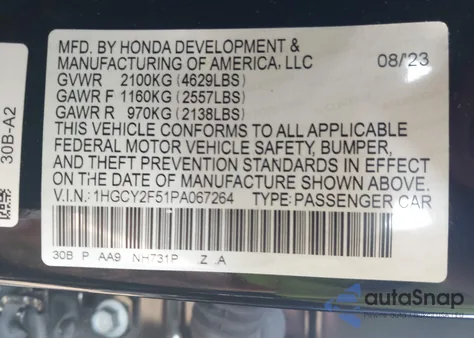 MFD. BY HONDA DEVELOPMENT &
MANUFACTURING OF AMERICA, LLC 08/'23
GVWR 2100KG (4629LBS)
GAWR F 1160KG (2557LBS)
GAWR R 970KG (2138LBS)
THIS VEHICLE CONFORMS TO ALL APPLICABLE
FEDERAL MOTOR VEHICLE SAFETY, BUMPER,
AND THEFT PREVENTION STANDARDS IN EFFECT
ON THE DATE OF MANUFACTURE SHOWN ABOVE.
V.I.N.: 1HGCY2F51PA067264 TYPE: PASSENGER CAR
30B P AA9 NH731P Z A
30B-A2
autoSnap